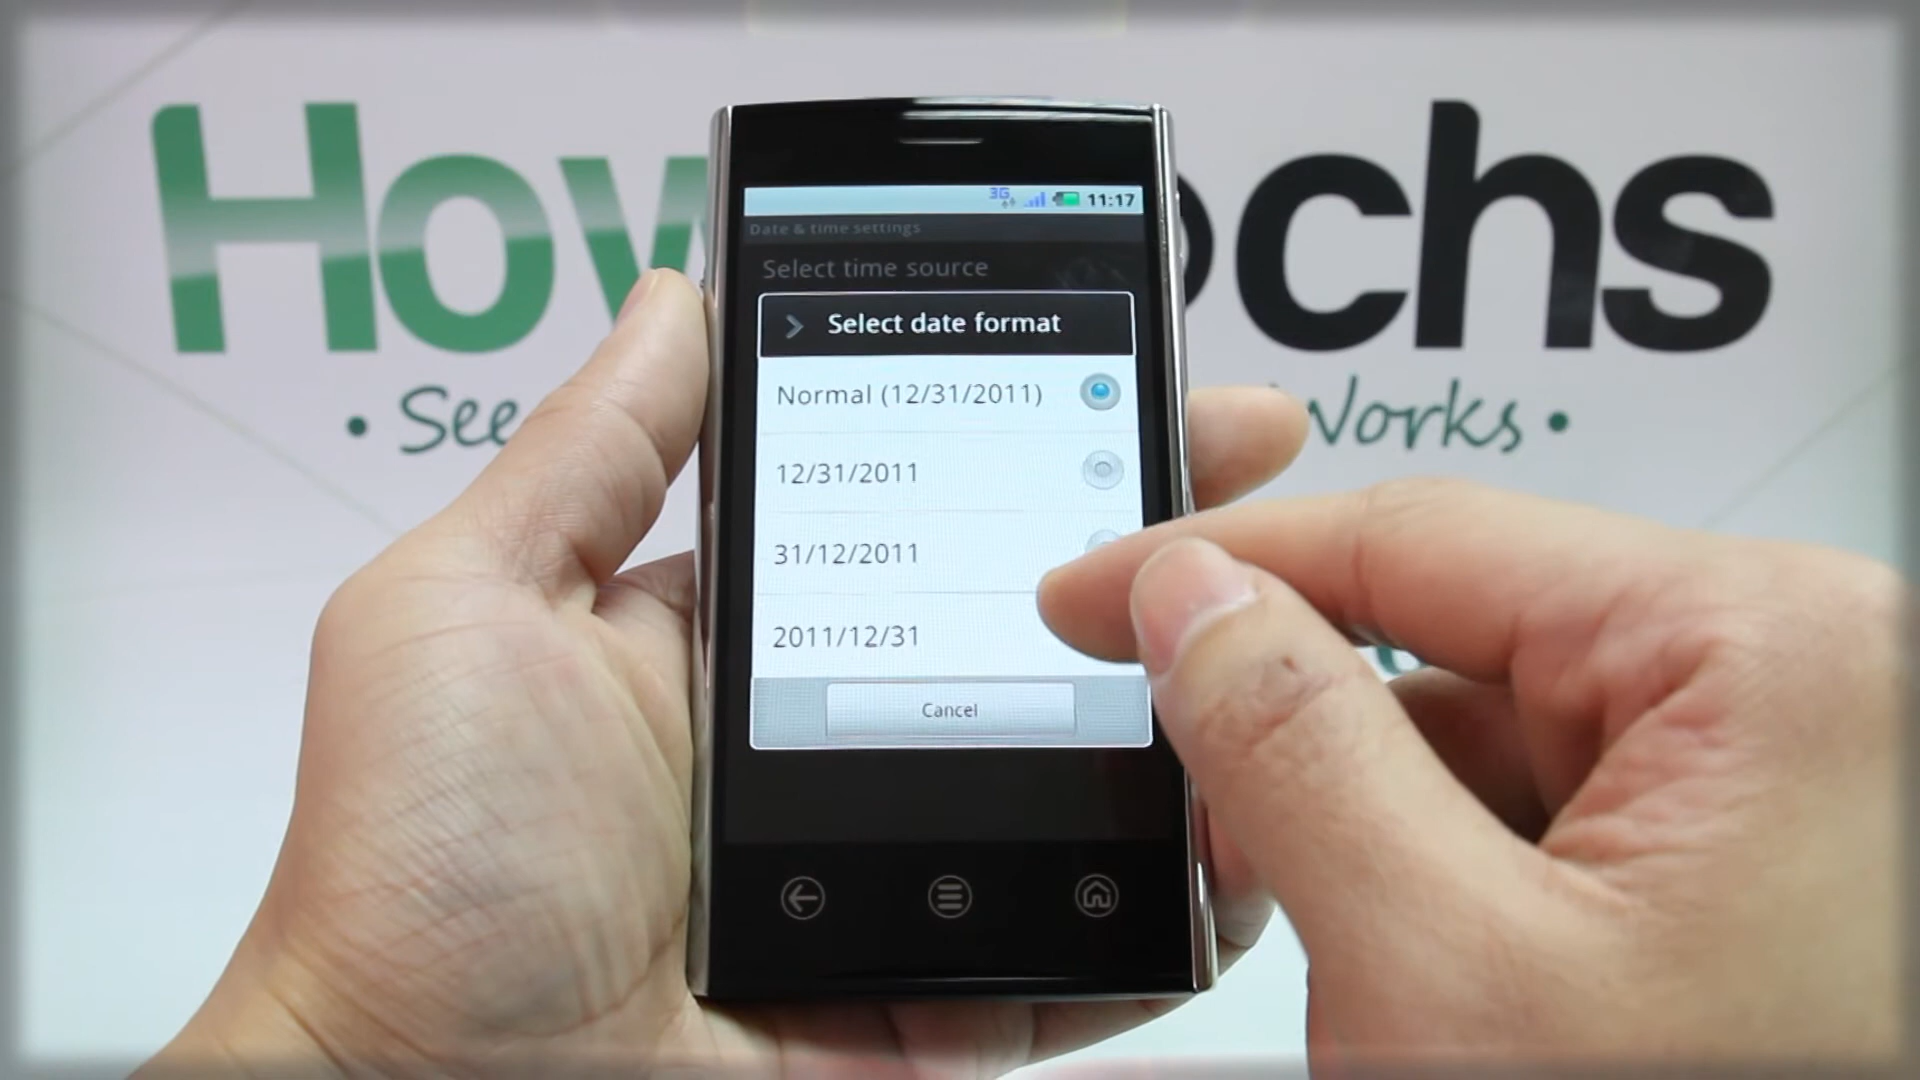 How
chs
See
Works
3G 11:17
Date & time settings
Select time source
Select date format
Normal (12/31/2011)
12/31/2011
31/12/2011
2011/12/31
Cancel